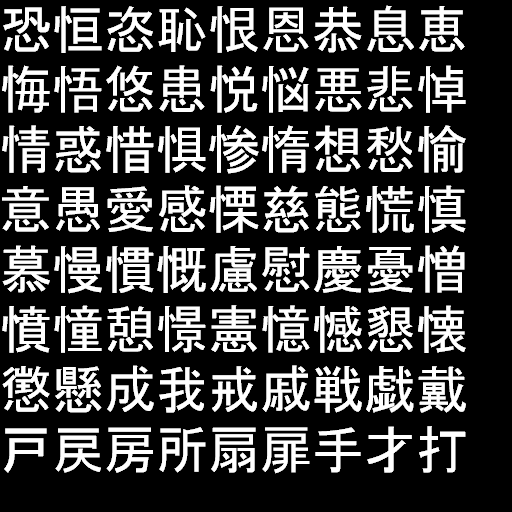 恐恒恣恥恨恩恭息恵
悔悟悠患悦悩悪悲悼
情惑惜惧惨惰想愁愉
意愚愛感慄慈態慌慎
慕慢慣慨慮慰慶憂憎
憤憧憩憬憲憶憾懇懐
懲懸成我戒戚戦戯戴
戸戻房所扇扉手才打